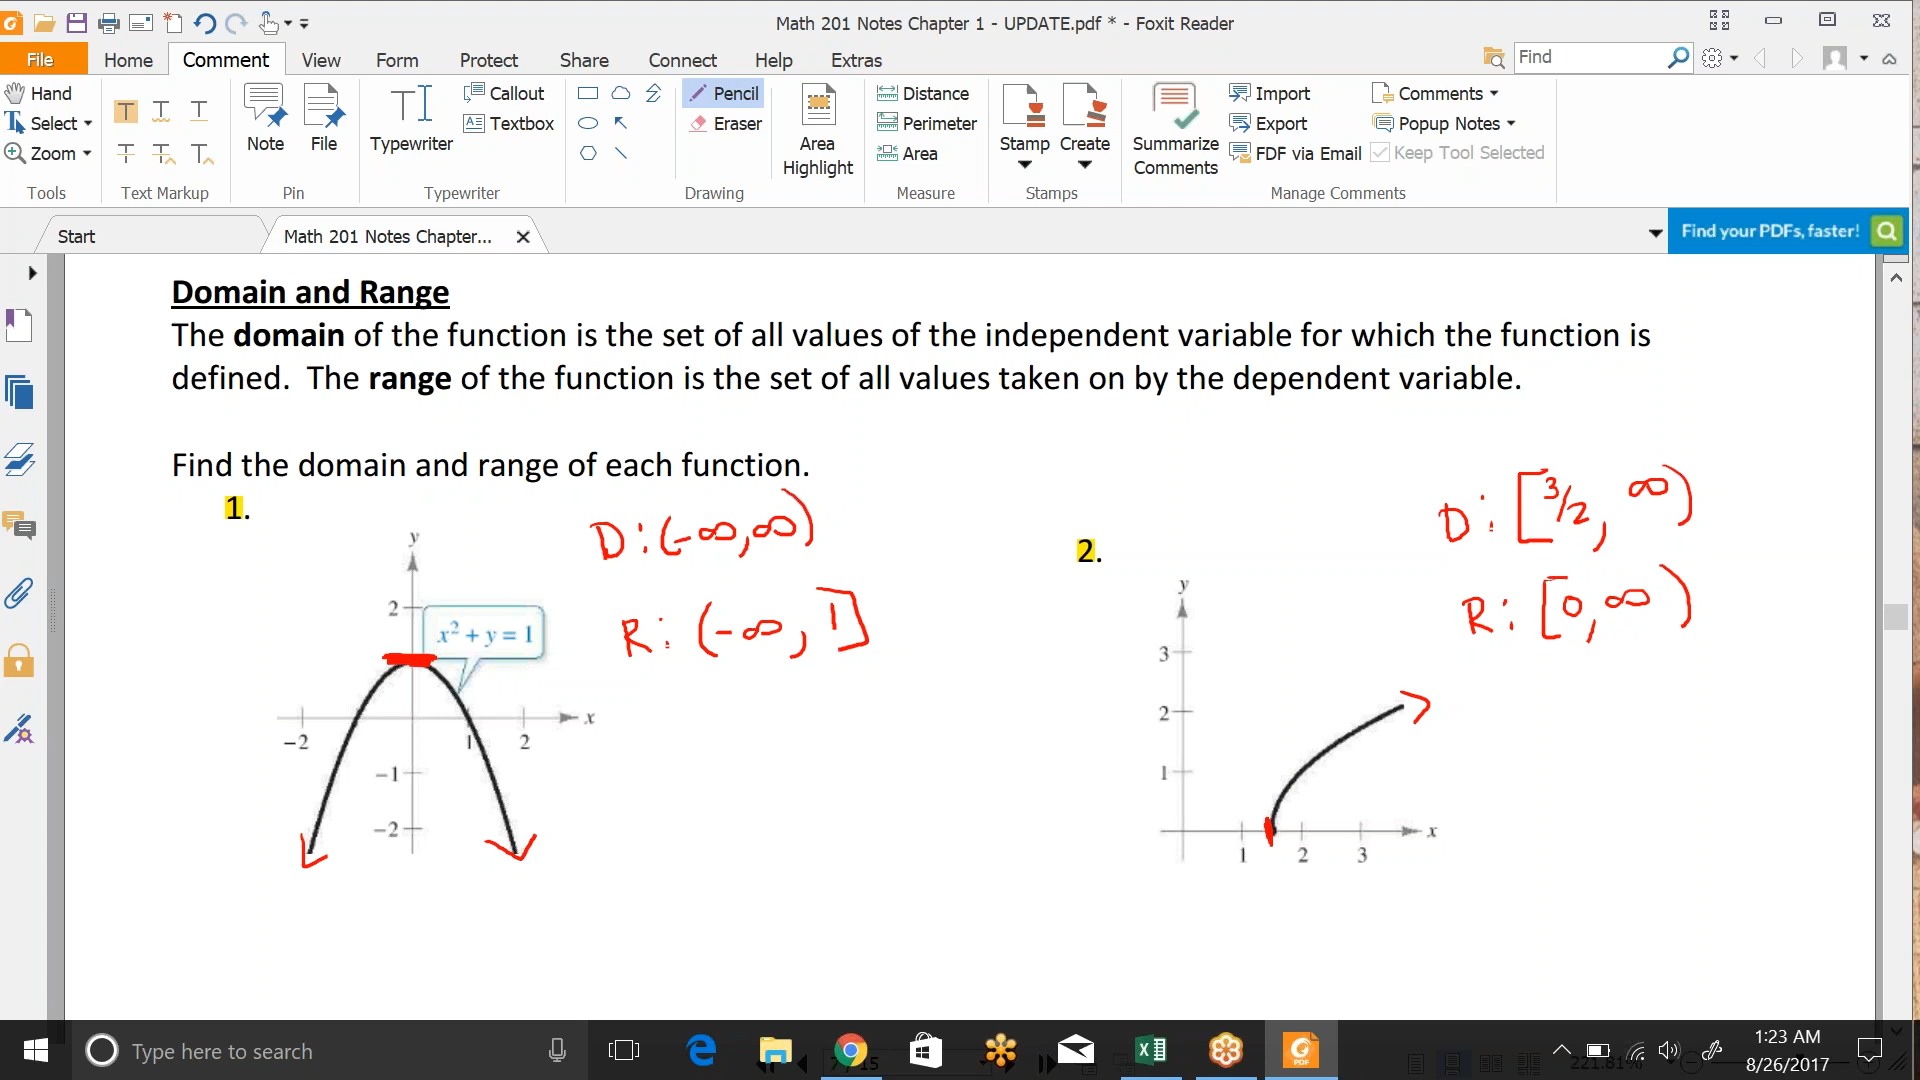 Math 201 Notes Chapter 1 - UPDATE.pdf * - Foxit Reader
File Home Comment View Form Protect Share Connect Help Extras Find
Hand
Select
Zoom
Tools
Text Markup
Note
File
Pin
Typewriter
Callout
Textbox
Typewriter
Pencil
Eraser
Area
Highlight
Drawing
Distance
Perimeter
Area
Measure
Stamp
Create
Stamps
Summarize
Comments
Import
Export
FDF via Email
Comments
Popup Notes
Keep Tool Selected
Manage Comments
Start
Math 201 Notes Chapter...
Find your PDFs, faster!
Domain and Range
The domain of the function is the set of all values of the independent variable for which the function is
defined. The range of the function is the set of all values taken on by the dependent variable.
Find the domain and range of each function.
1.
D: (-∞,∞)
R: (-∞, 1]
y
2
x² + y = 1
x
-2
1
2
-1
-2
2.
D: [3/2, ∞)
R: [0, ∞)
y
3
2
1
x
1
2
3
Type here to search
1:23 AM
8/26/2017